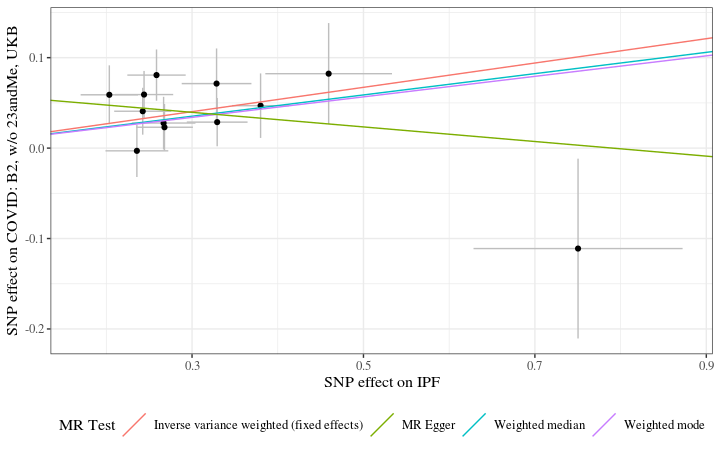 SNP effect on COVID: B2, w/o 23andMe, UKB
0.1
0.0
-0.1
-0.2
0.3
0.5
0.7
0.9
SNP effect on IPF
MR Test
Inverse variance weighted (fixed effects)
MR Egger
Weighted median
Weighted mode